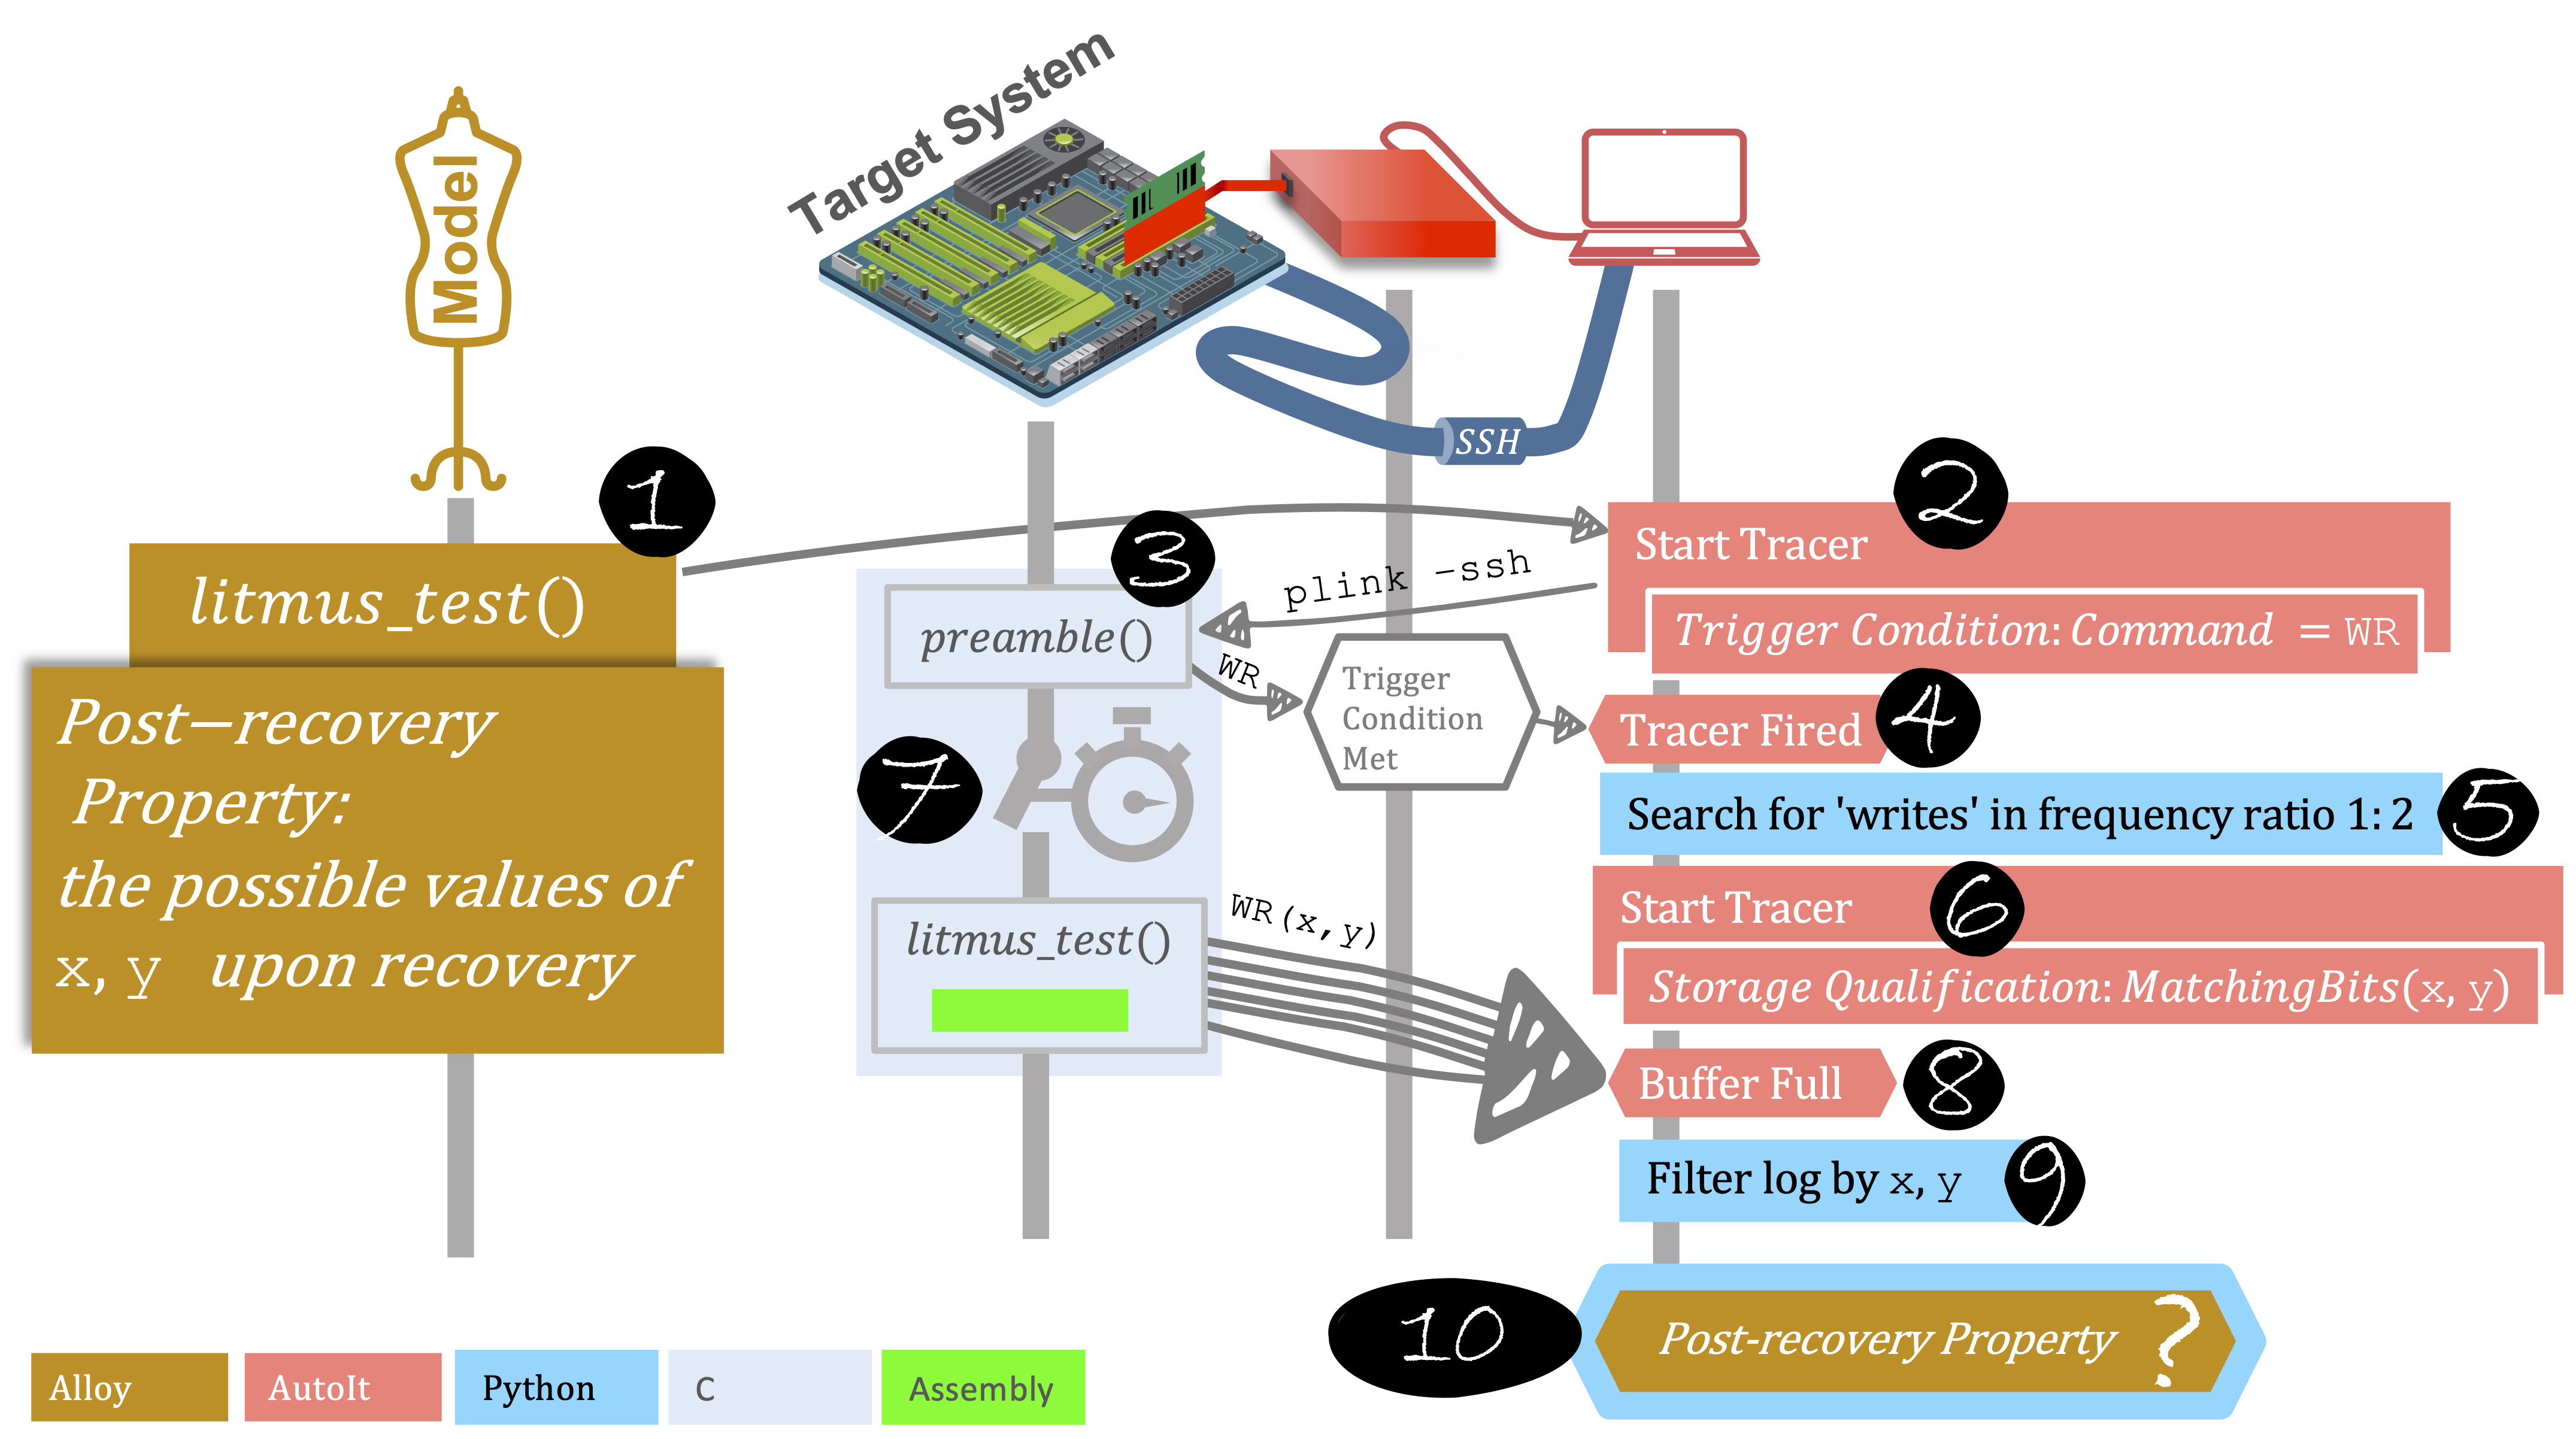 Model
Target System
SSH
1
litmus_test()
Post−recovery
Property:
the possible values of
x, y upon recovery
2
Start Tracer
Trigger Condition: Command = WR
plink -ssh
3
preamble()
WR
Trigger
Condition
Met
4
Tracer Fired
5
Search for 'writes' in frequency ratio 1: 2
6
Start Tracer
Storage Qualification: MatchingBits(x, y)
7
litmus_test()
WR(x,y)
8
Buffer Full
9
Filter log by x, y
10
Post-recovery Property ?
Alloy
AutoIt
Python
C
Assembly